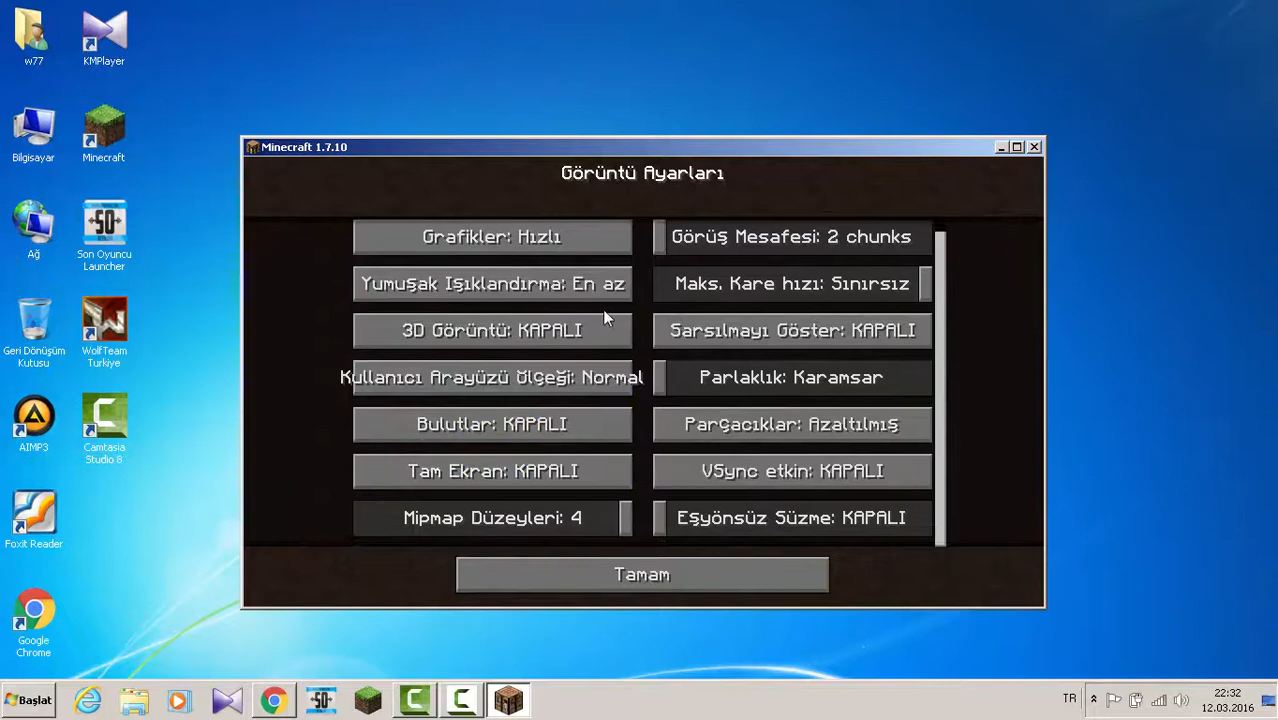 w77
KMPlayer
Bilgisayar
Minecraft
Ağ
Son Oyuncu
Launcher
Geri Dönüşüm
Kutusu
WolfTeam
Turkiye
AIMP3
Camtasia
Studio 8
Foxit Reader
Google
Chrome
Minecraft 1.7.10
Görüntü Ayarları
Grafikler: Hızlı
Görüş Mesafesi: 2 chunks
Yumuşak Işıklandırma: En az
Maks. Kare hızı: Sınırsız
3D Görüntü: KAPALI
Sarsılmayı Göster: KAPALI
Kullanıcı Arayüzü Ölçeği: Normal
Parlaklık: Karamsar
Bulutlar: KAPALI
Parçacıklar: Azaltılmış
Tam Ekran: KAPALI
VSync etkin: KAPALI
Mipmap Düzeyleri: 4
Eşyönsüz Süzme: KAPALI
Tamam
Başlat
TR
22:32
12.03.2016